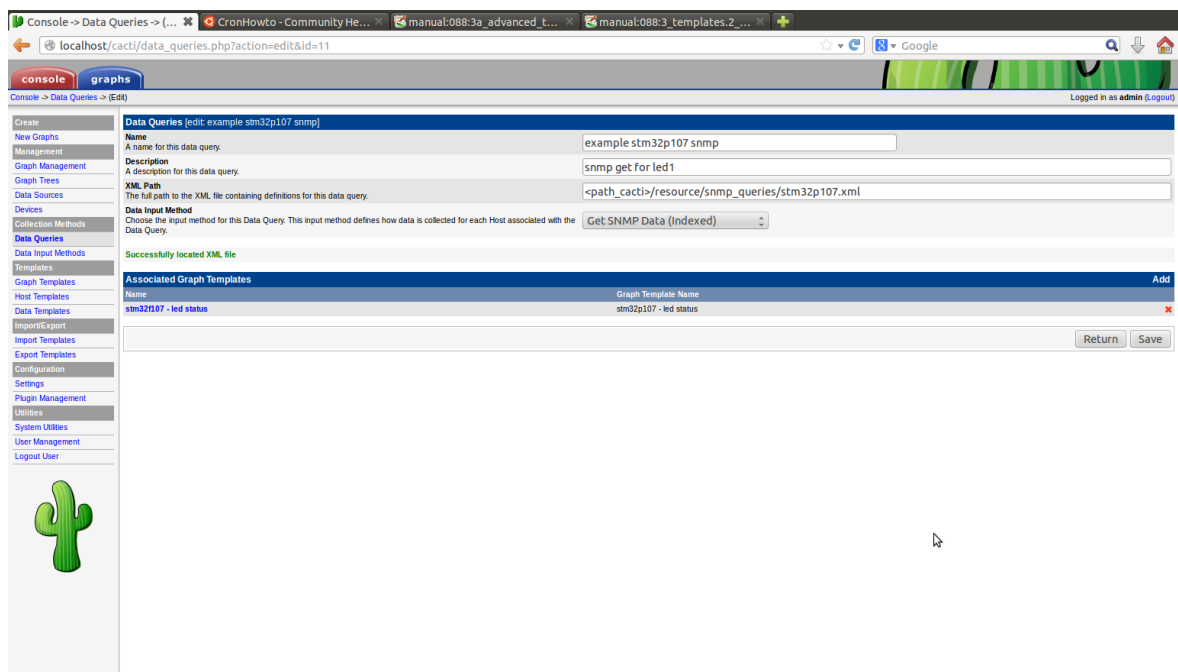 Console -> Data Queries -> (...
CronHowto - Community He...
manual:088:3a_advanced_t...
manual:088:3_templates.2_...
localhost/cacti/data_queries.php?action=edit&id=11
Google
console
graphs
Console -> Data Queries -> (Edit)
Logged in as admin (Logout)
Create
New Graphs
Management
Graph Management
Graph Trees
Data Sources
Devices
Collection Methods
Data Queries
Data Input Methods
Templates
Graph Templates
Host Templates
Data Templates
Import/Export
Import Templates
Export Templates
Configuration
Settings
Plugin Management
Utilities
System Utilities
User Management
Logout User
Data Queries [edit: example stm32p107 snmp]
Name
A name for this data query.
example stm32p107 snmp
Description
A description for this data query.
snmp get for led1
XML Path
The full path to the XML file containing definitions for this data query.
<path_cacti>/resource/snmp_queries/stm32p107.xml
Data Input Method
Choose the input method for this Data Query. This input method defines how data is collected for each Host associated with the
Data Query.
Get SNMP Data (Indexed)
Successfully located XML file
Associated Graph Templates
Add
Name
Graph Template Name
stm32f107 - led status
stm32p107 - led status
Return
Save